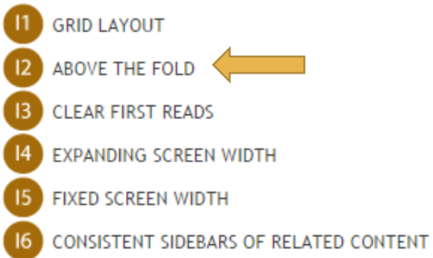 I1 GRID LAYOUT
I2 ABOVE THE FOLD
I3 CLEAR FIRST READS
I4 EXPANDING SCREEN WIDTH
I5 FIXED SCREEN WIDTH
I6 CONSISTENT SIDEBARS OF RELATED CONTENT